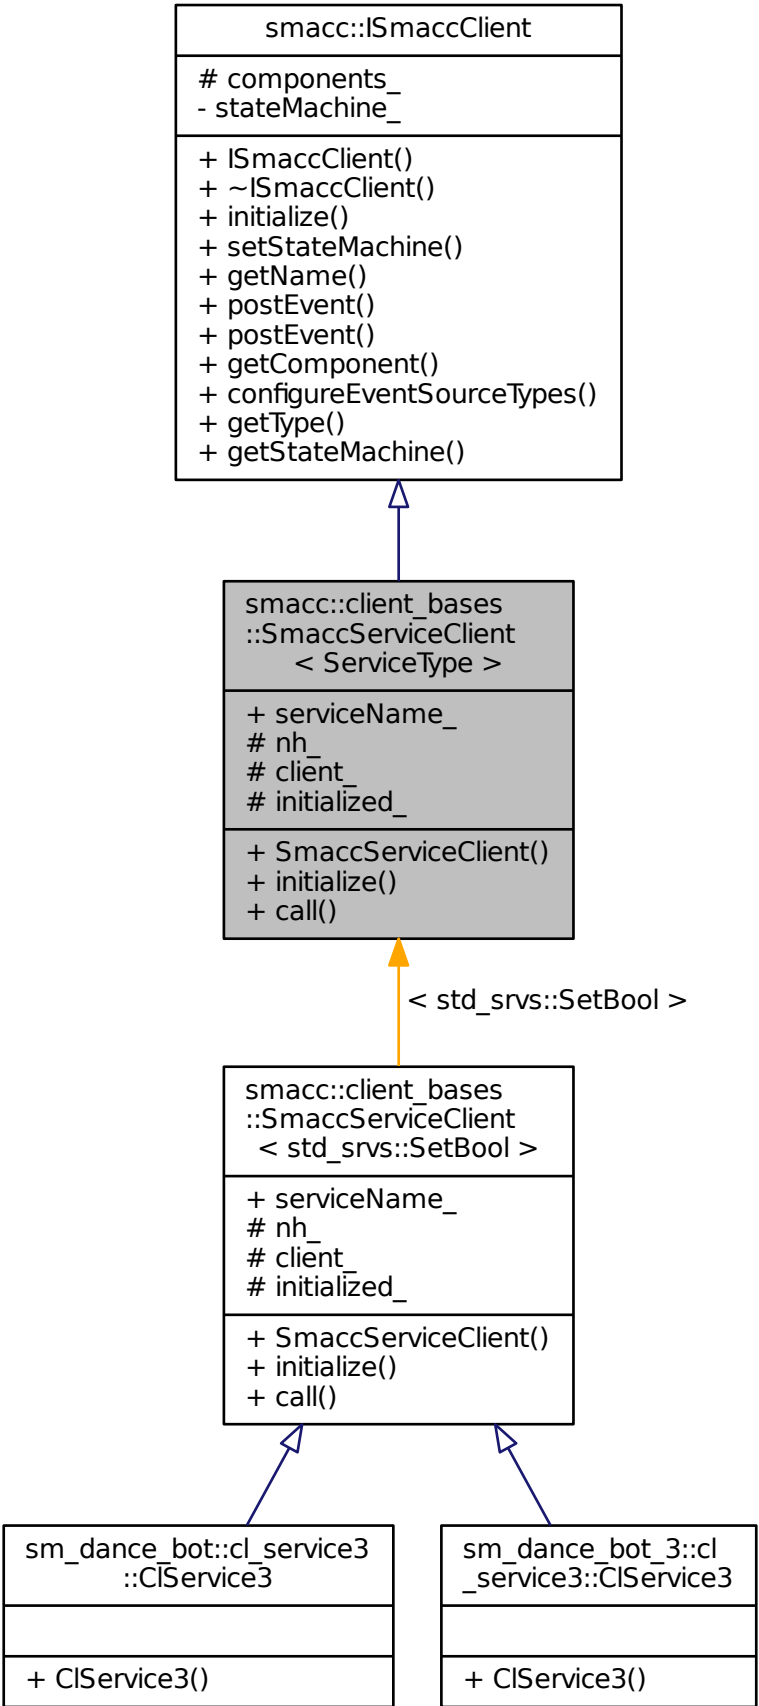 smacc::ISmaccClient
# components_
- stateMachine_
+ ISmaccClient()
+ ~ISmaccClient()
+ initialize()
+ setStateMachine()
+ getName()
+ postEvent()
+ postEvent()
+ getComponent()
+ configureEventSourceTypes()
+ getType()
+ getStateMachine()
smacc::client_bases
::SmaccServiceClient
< ServiceType >
+ serviceName_
# nh_
# client_
# initialized_
+ SmaccServiceClient()
+ initialize()
+ call()
< std_srvs::SetBool >
smacc::client_bases
::SmaccServiceClient
< std_srvs::SetBool >
+ serviceName_
# nh_
# client_
# initialized_
+ SmaccServiceClient()
+ initialize()
+ call()
sm_dance_bot::cl_service3
::ClService3
+ ClService3()
sm_dance_bot_3::cl
_service3::ClService3
+ ClService3()